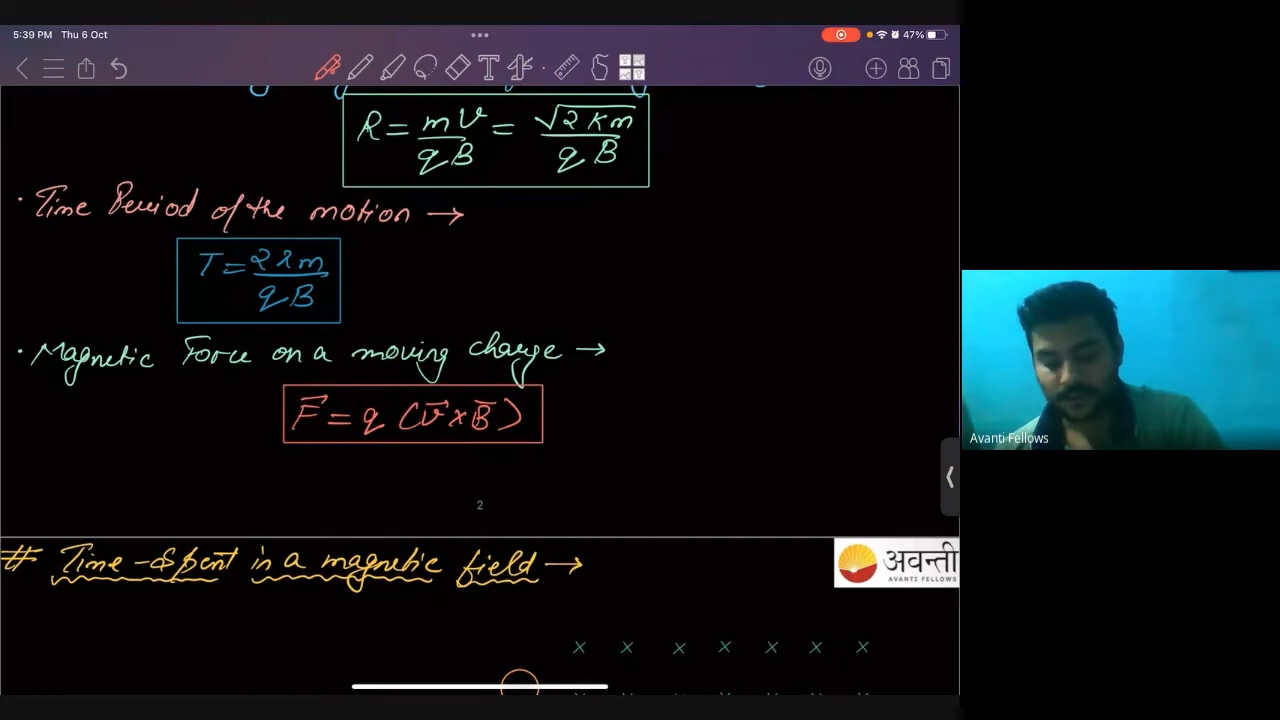 5:39 PM Thu 6 Oct
47%
R = mV/qB = √2Km/qB
· Time Period of the motion →
T = 2πm/qB
· Magnetic Force on a moving charge →
F⃗ = q (v⃗ × B⃗)
2
# Time-Spent in a magnetic field →
अवन्ती
AVANTI FELLOWS
× × × × × × ×
Avanti Fellows